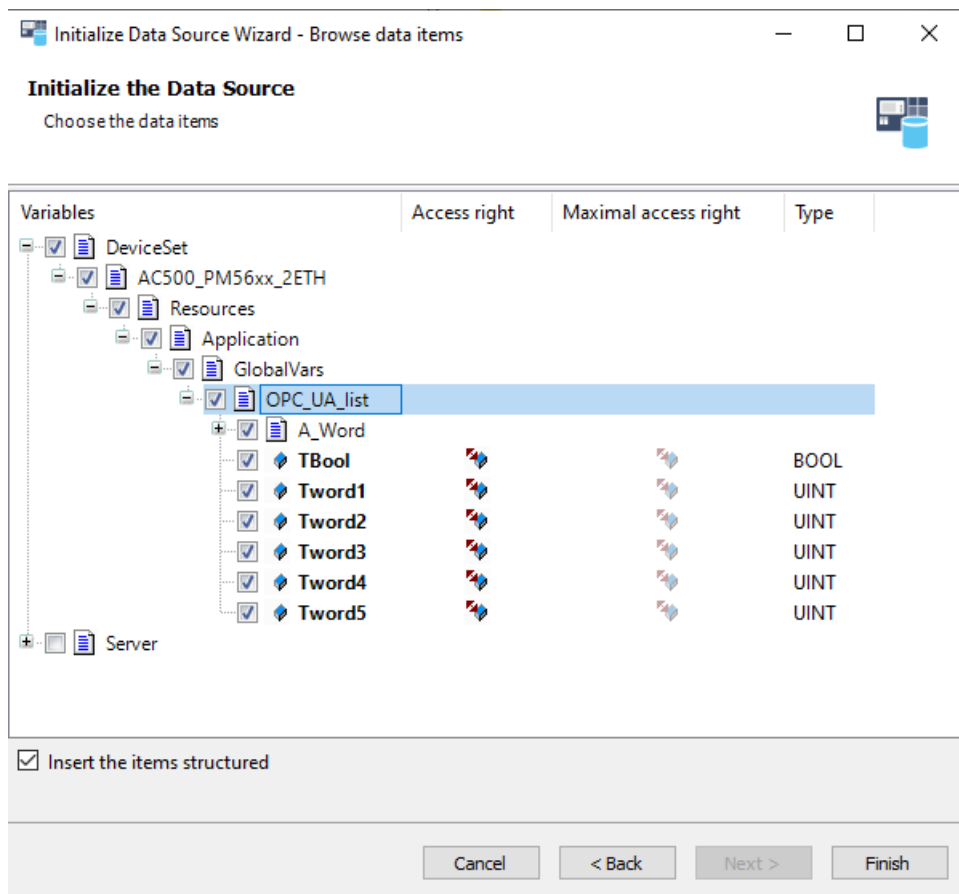 Initialize Data Source Wizard - Browse data items
Initialize the Data Source
Choose the data items
Variables Access right Maximal access right Type
DeviceSet
AC500_PM56xx_2ETH
Resources
Application
GlobalVars
OPC_UA_list
A_Word
TBool BOOL
Tword1 UINT
Tword2 UINT
Tword3 UINT
Tword4 UINT
Tword5 UINT
Server
Insert the items structured
Cancel < Back Next > Finish